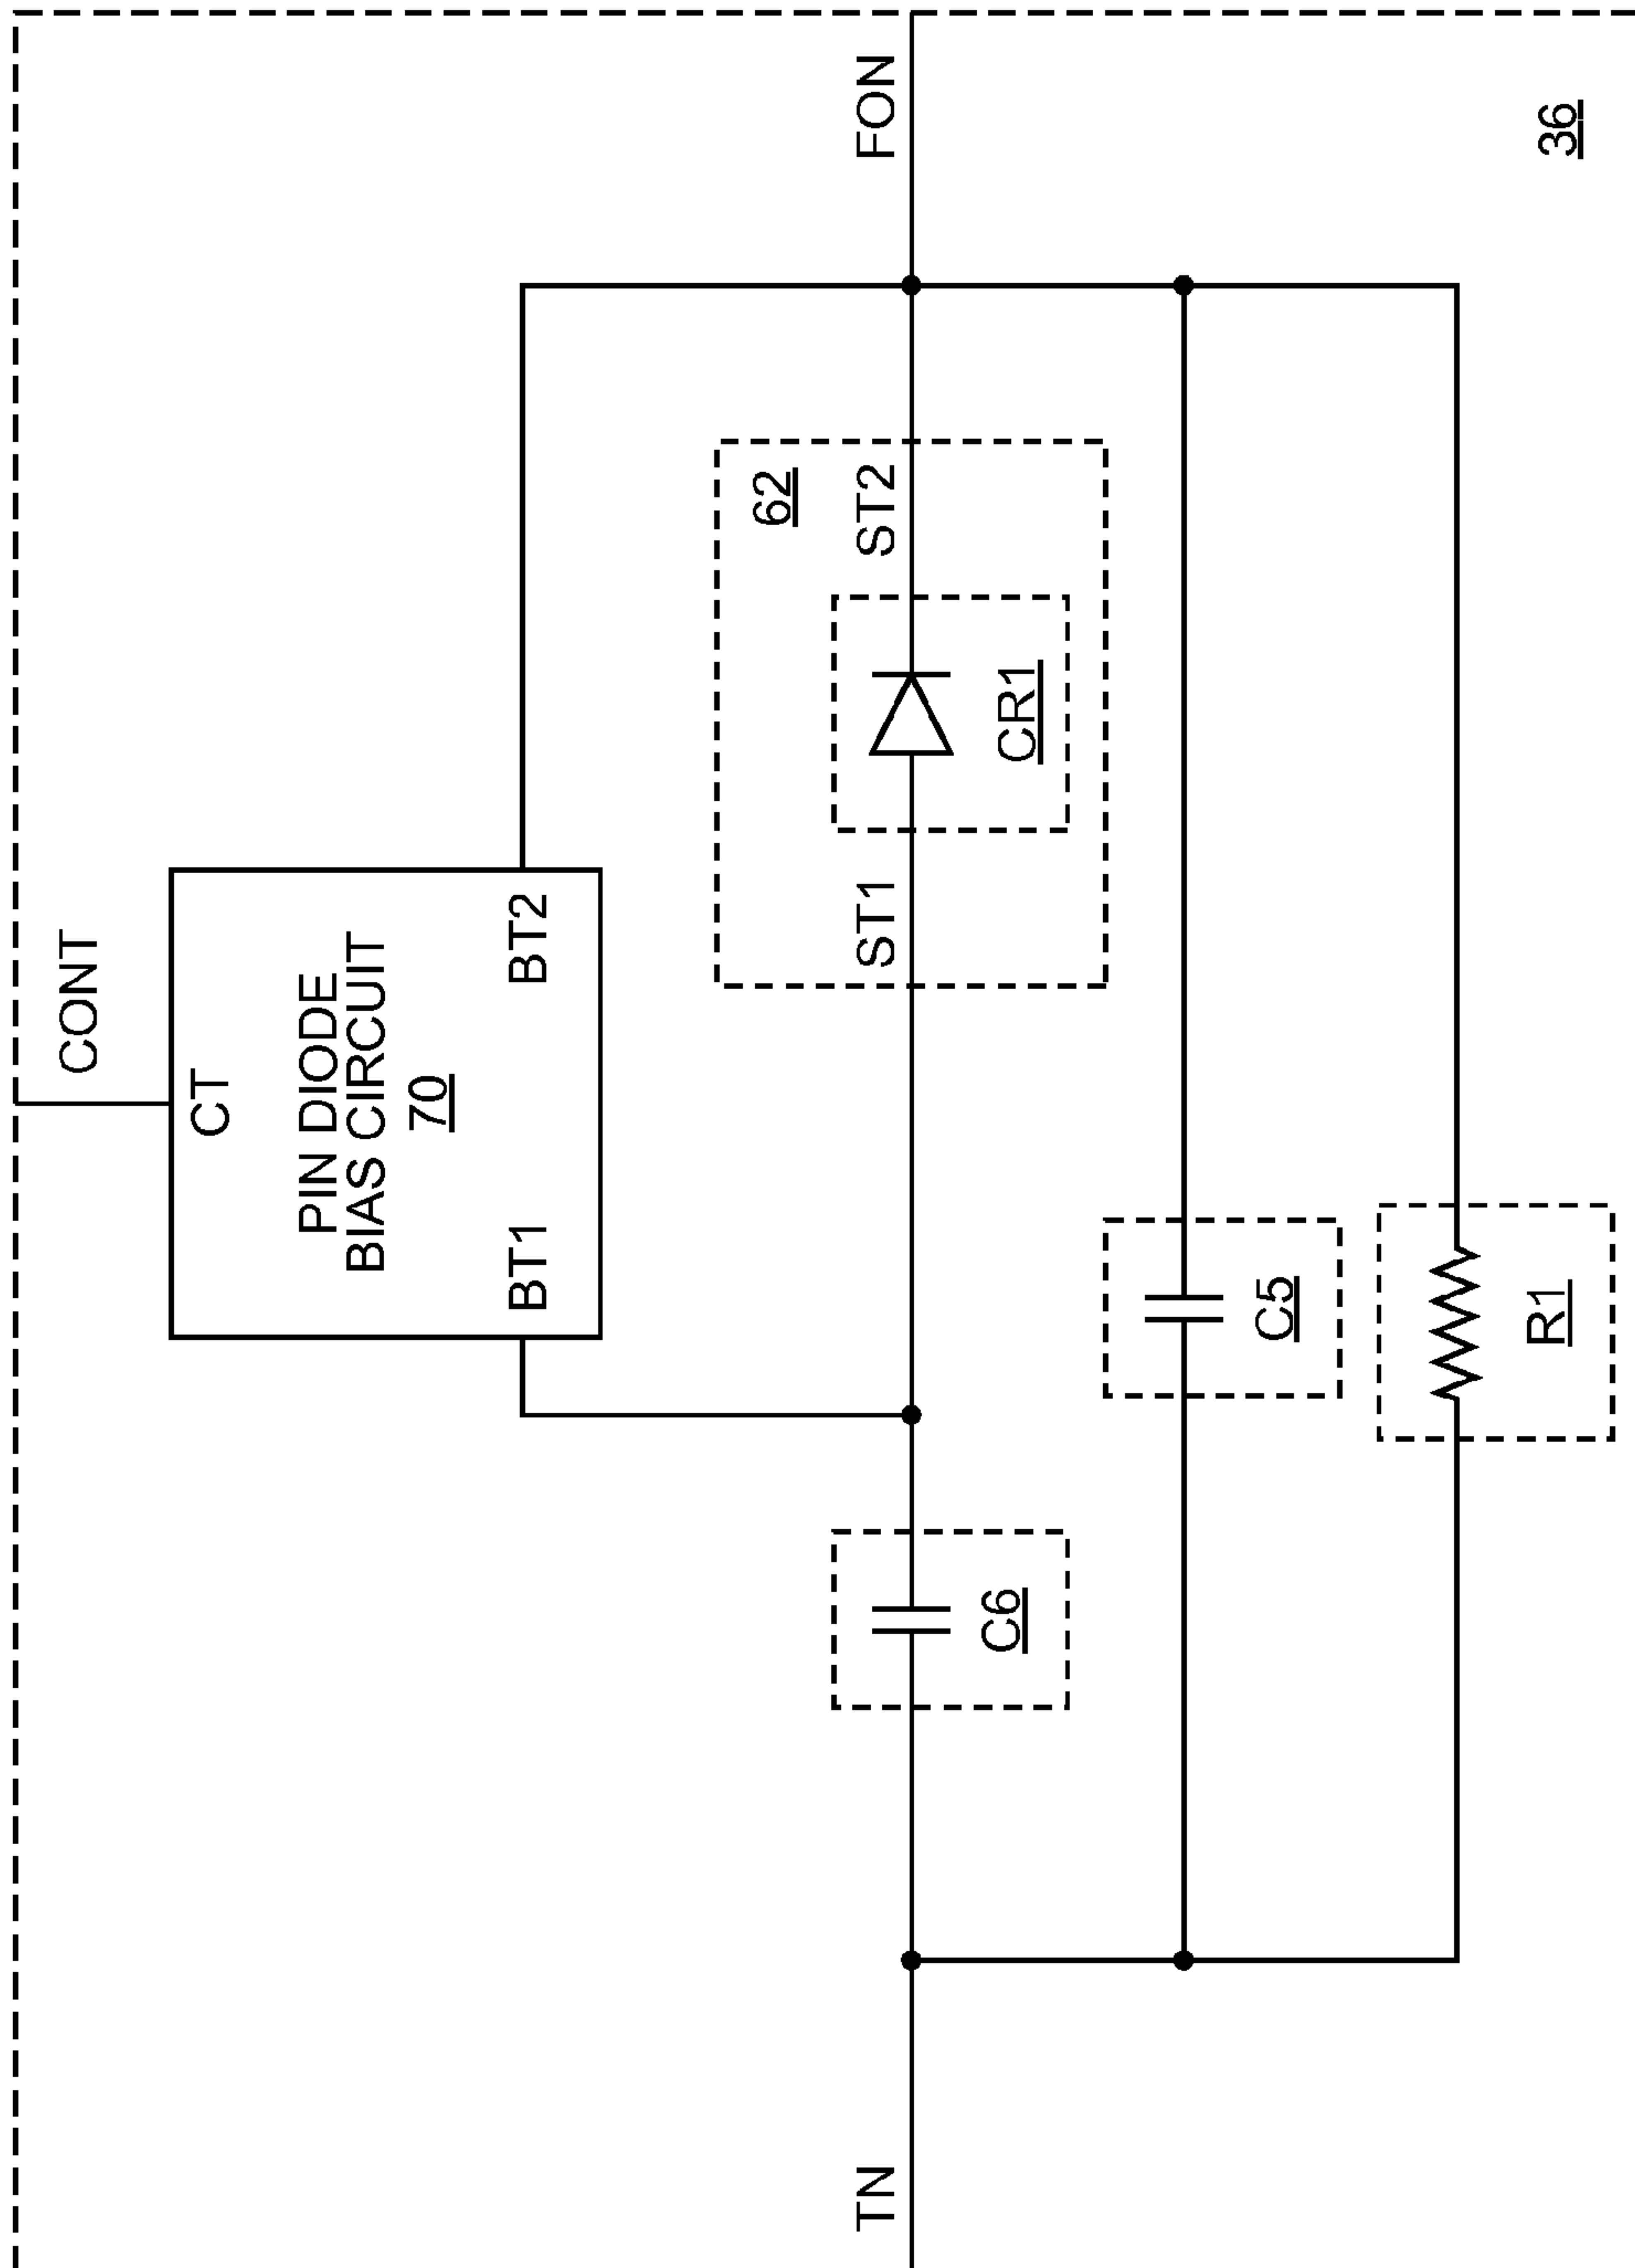 CONT
CT
PIN DIODE
BIAS CIRCUIT
70
BT1
BT2
62
TN
ST1
ST2
FON
C6
CR1
C5
R1
36